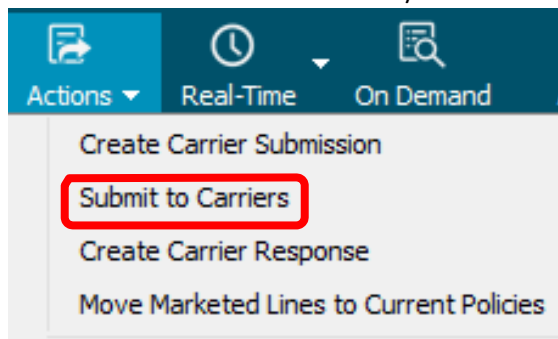 Actions Real-Time On Demand
Create Carrier Submission
Submit to Carriers
Create Carrier Response
Move Marketed Lines to Current Policies